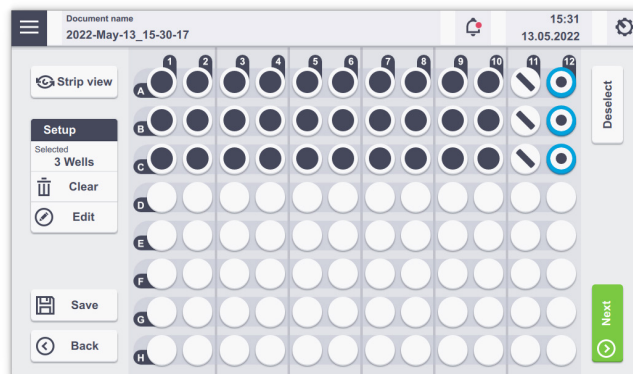 Document name
2022-May-13_15-30-17
15:31
13.05.2022
Strip view
Setup
Selected
3 Wells
Clear
Edit
Save
Back
1 2 3 4 5 6 7 8 9 10 11 12
A
B
C
D
E
F
G
H
Deselect
Next